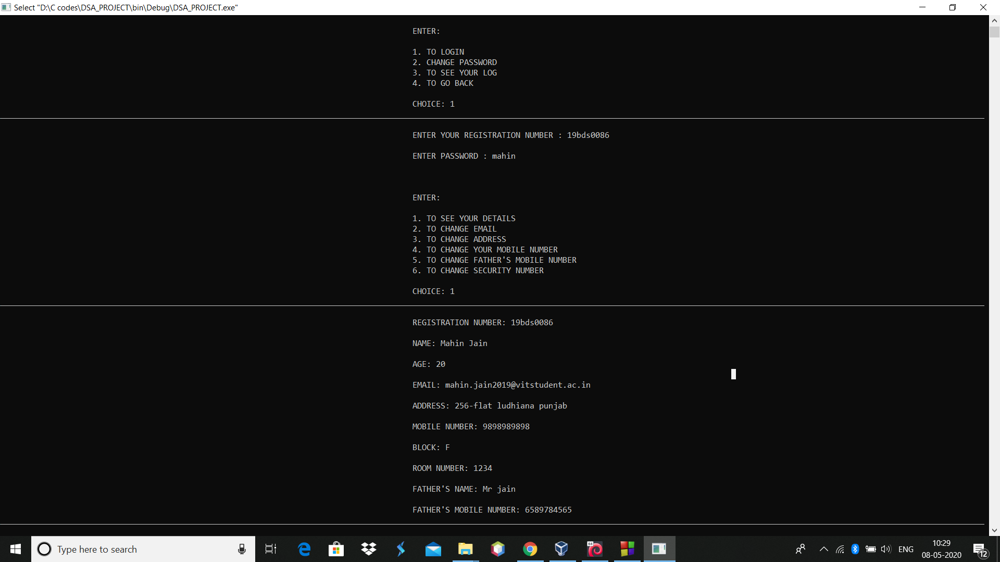 Select "D:\C codes\DSA_PROJECT\bin\Debug\DSA_PROJECT.exe"
ENTER:
1. TO LOGIN
2. CHANGE PASSWORD
3. TO SEE YOUR LOG
4. TO GO BACK
CHOICE: 1
ENTER YOUR REGISTRATION NUMBER : 19bds0086
ENTER PASSWORD : mahin
ENTER:
1. TO SEE YOUR DETAILS
2. TO CHANGE EMAIL
3. TO CHANGE ADDRESS
4. TO CHANGE YOUR MOBILE NUMBER
5. TO CHANGE FATHER'S MOBILE NUMBER
6. TO CHANGE SECURITY NUMBER
CHOICE: 1
REGISTRATION NUMBER: 19bds0086
NAME: Mahin Jain
AGE: 20
EMAIL: mahin.jain2019@vitstudent.ac.in
ADDRESS: 256-flat ludhiana punjab
MOBILE NUMBER: 9898989898
BLOCK: F
ROOM NUMBER: 1234
FATHER'S NAME: Mr jain
FATHER'S MOBILE NUMBER: 6589784565
Type here to search
64
ENG
10:29
08-05-2020
12